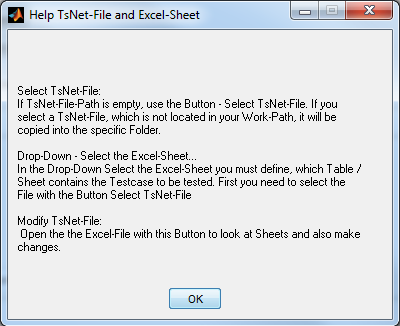 Help TsNet-File and Excel-Sheet
Select TsNet-File:
If TsNet-File-Path is empty, use the Button - Select TsNet-File. If you
select a TsNet-File, which is not located in your Work-Path, it will be
copied into the specific Folder.
Drop-Down - Select the Excel-Sheet...
In the Drop-Down Select the Excel-Sheet you must define, which Table /
Sheet contains the Testcase to be tested. First you need to select the
File with the Button Select TsNet-File
Modify TsNet-File:
Open the the Excel-File with this Button to look at Sheets and also make
changes.
OK